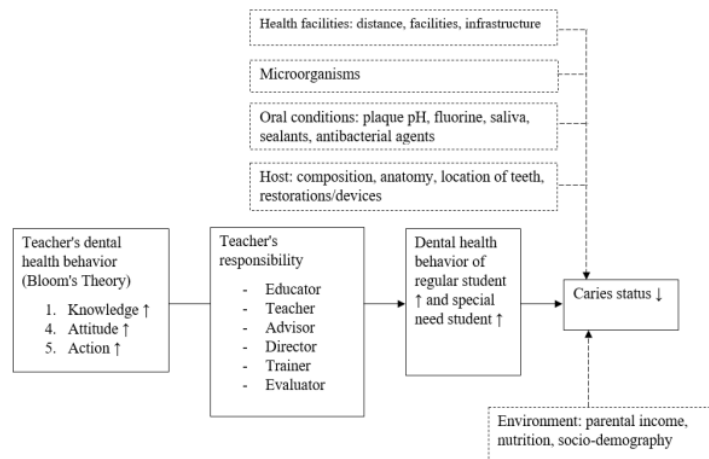 Health facilities: distance, facilities, infrastructure
Microorganisms
Oral conditions: plaque pH, fluorine, saliva,
sealants, antibacterial agents
Host: composition, anatomy, location of teeth,
restorations/devices
Teacher's dental
health behavior
(Bloom's Theory)
1. Knowledge ↑
4. Attitude ↑
5. Action ↑
Teacher's
responsibility
- Educator
- Teacher
- Advisor
- Director
- Trainer
- Evaluator
Dental health
behavior of
regular student
↑ and special
need student ↑
Caries status ↓
Environment: parental income,
nutrition, socio-demography